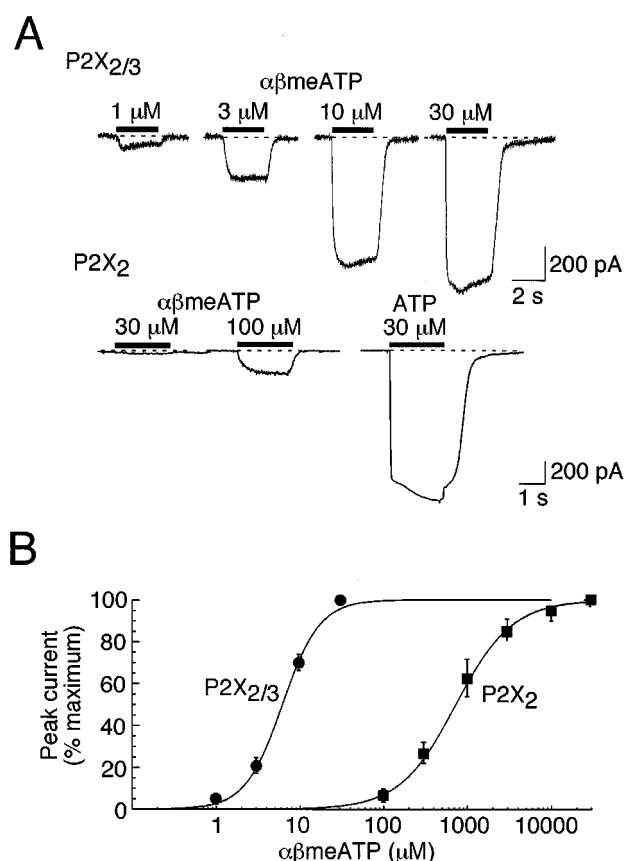 A
P2X2/3
αβmeATP
1 μM 3 μM 10 μM 30 μM
200 pA
2 s
P2X2
αβmeATP ATP
30 μM 100 μM 30 μM
200 pA
1 s
B
Peak current
(% maximum)
100
80
60
40
20
0
P2X2/3
P2X2
1 10 100 1000 10000
αβmeATP (μM)